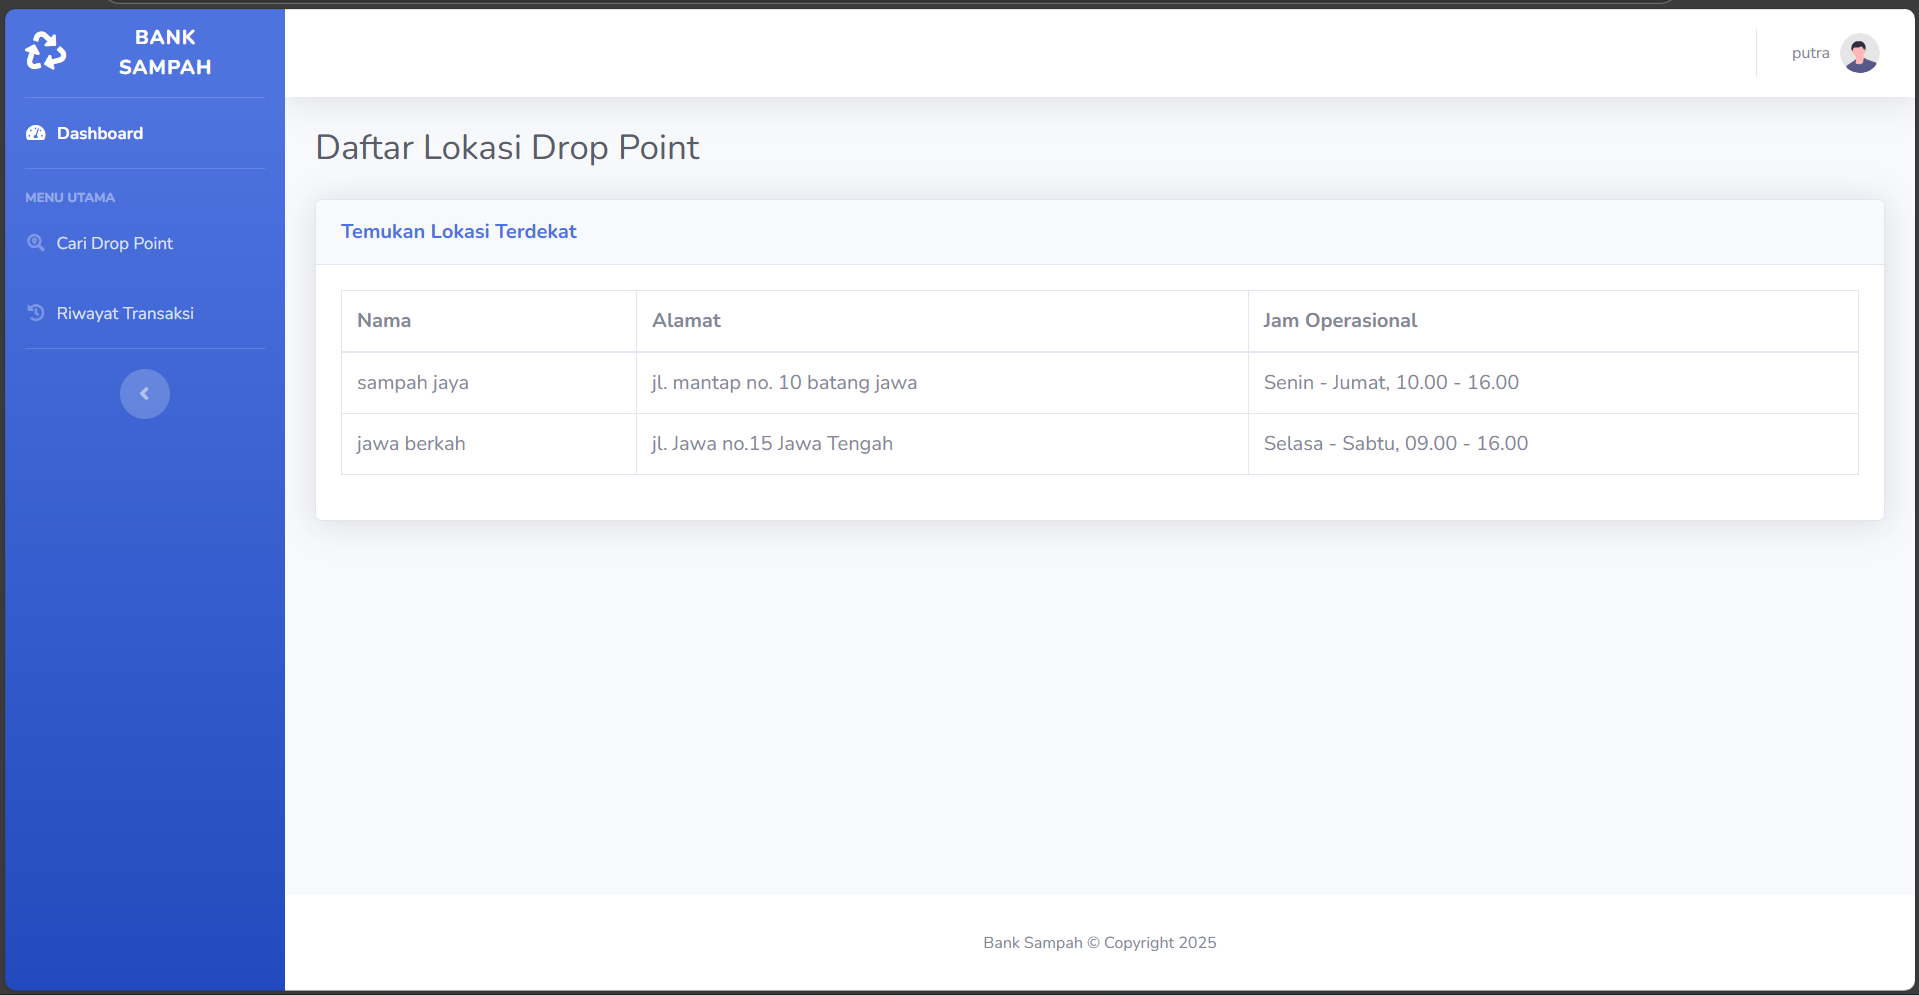 BANK
SAMPAH
putra
Dashboard
MENU UTAMA
Cari Drop Point
Riwayat Transaksi
Daftar Lokasi Drop Point
Temukan Lokasi Terdekat
Nama Alamat Jam Operasional
sampah jaya jl. mantap no. 10 batang jawa Senin - Jumat, 10.00 - 16.00
jawa berkah jl. Jawa no.15 Jawa Tengah Selasa - Sabtu, 09.00 - 16.00
Bank Sampah © Copyright 2025